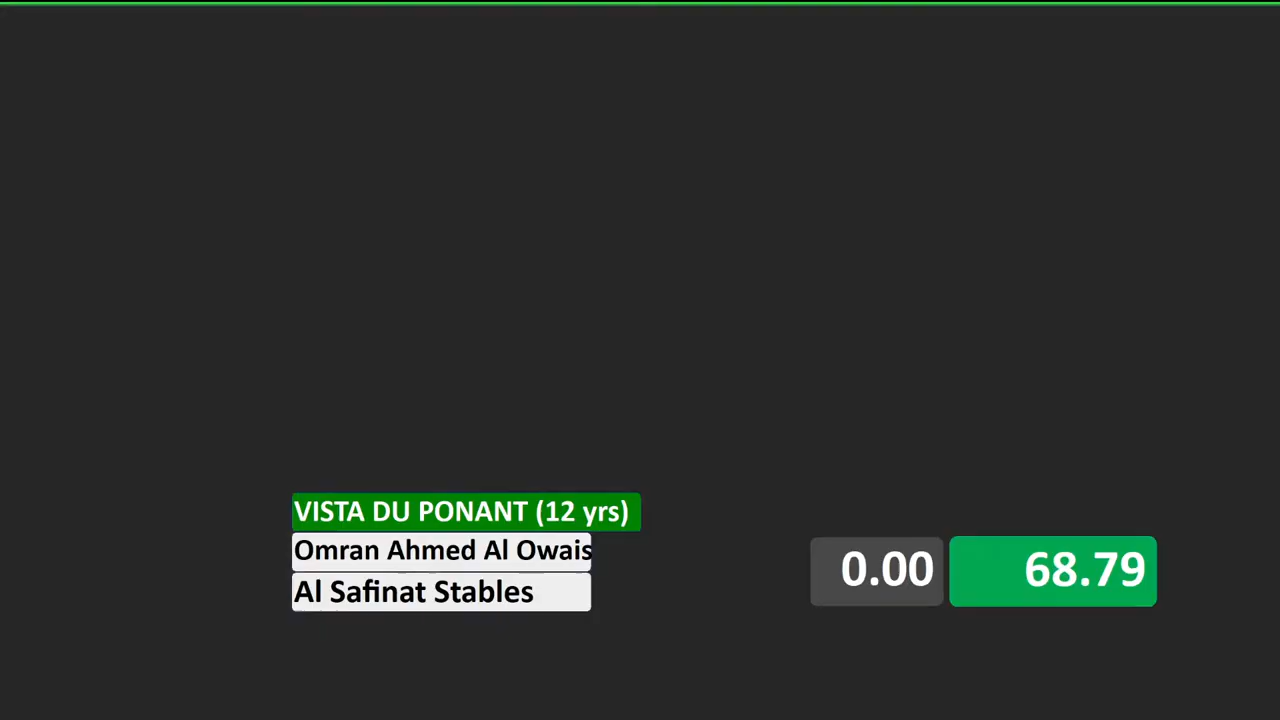 VISTA DU PONANT (12 yrs)
Omran Ahmed Al Owais
Al Safinat Stables
0.00 68.79